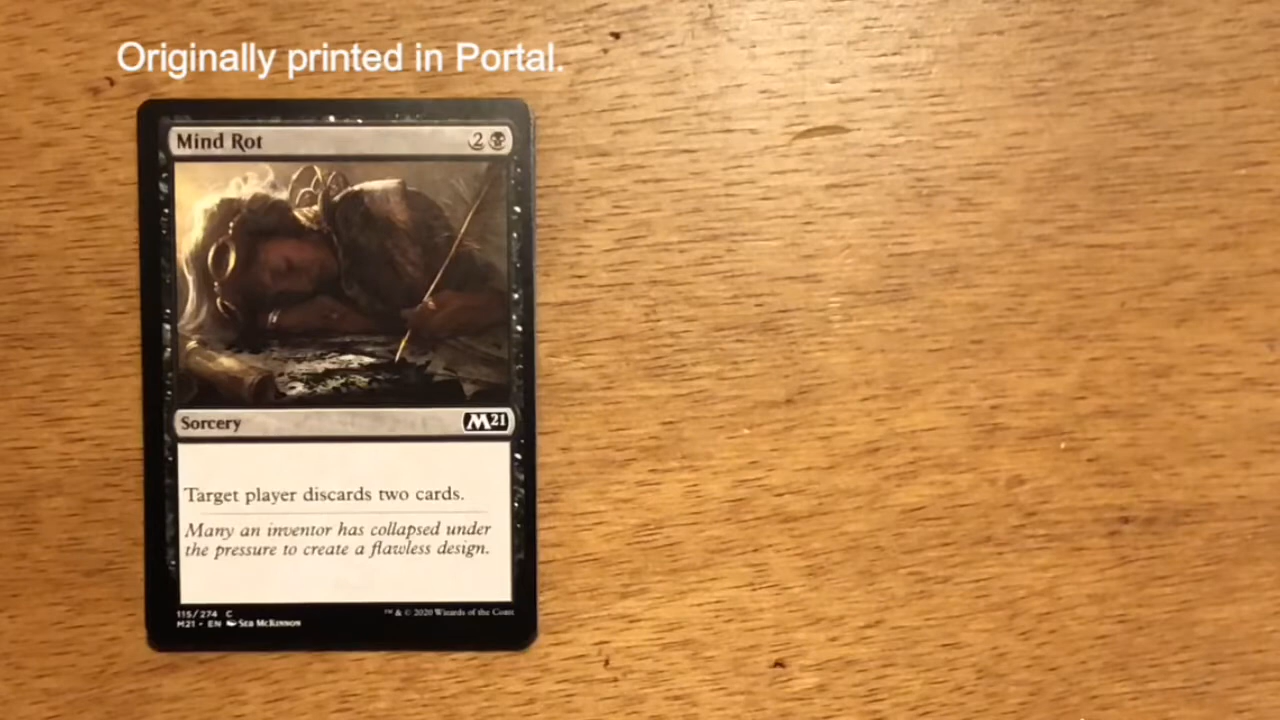 Originally printed in Portal.
Mind Rot 2
Sorcery M21
Target player discards two cards.
Many an inventor has collapsed under
the pressure to create a flawless design.
115/274 C ™ & © 2020 Wizards of the Coast
M21 • EN Seb McKinnon